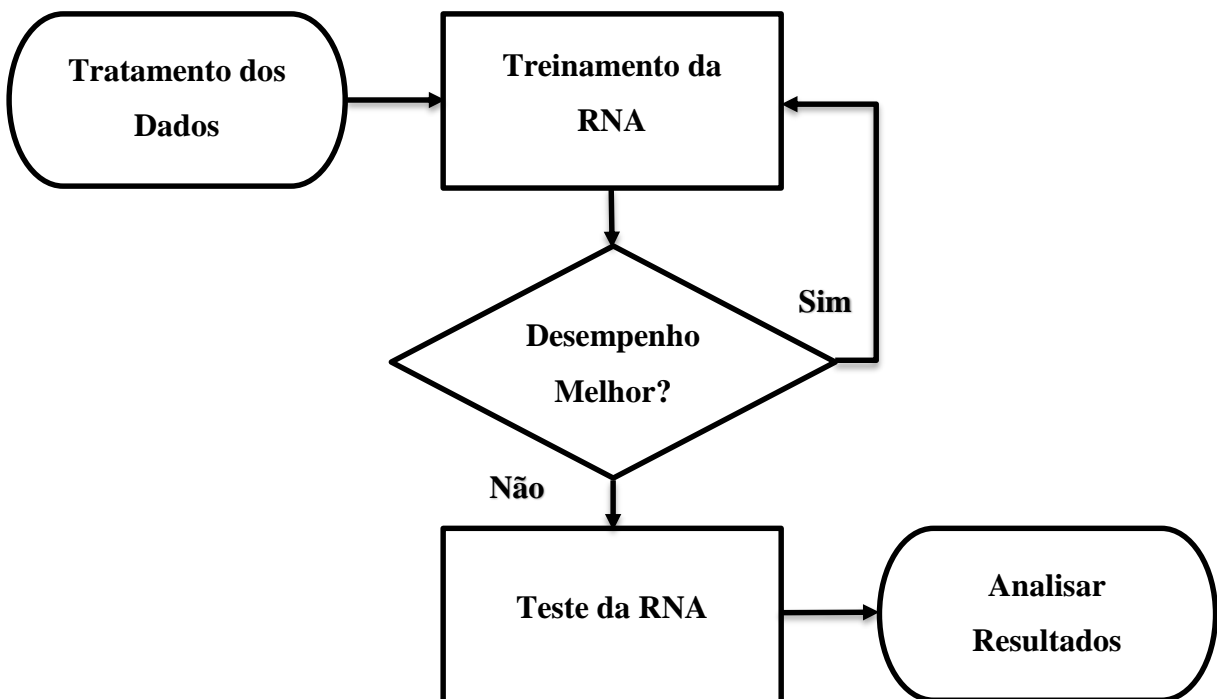 Tratamento dos
Dados
Treinamento da
RNA
Sim
Desempenho
Melhor?
Não
Teste da RNA
Analisar
Resultados